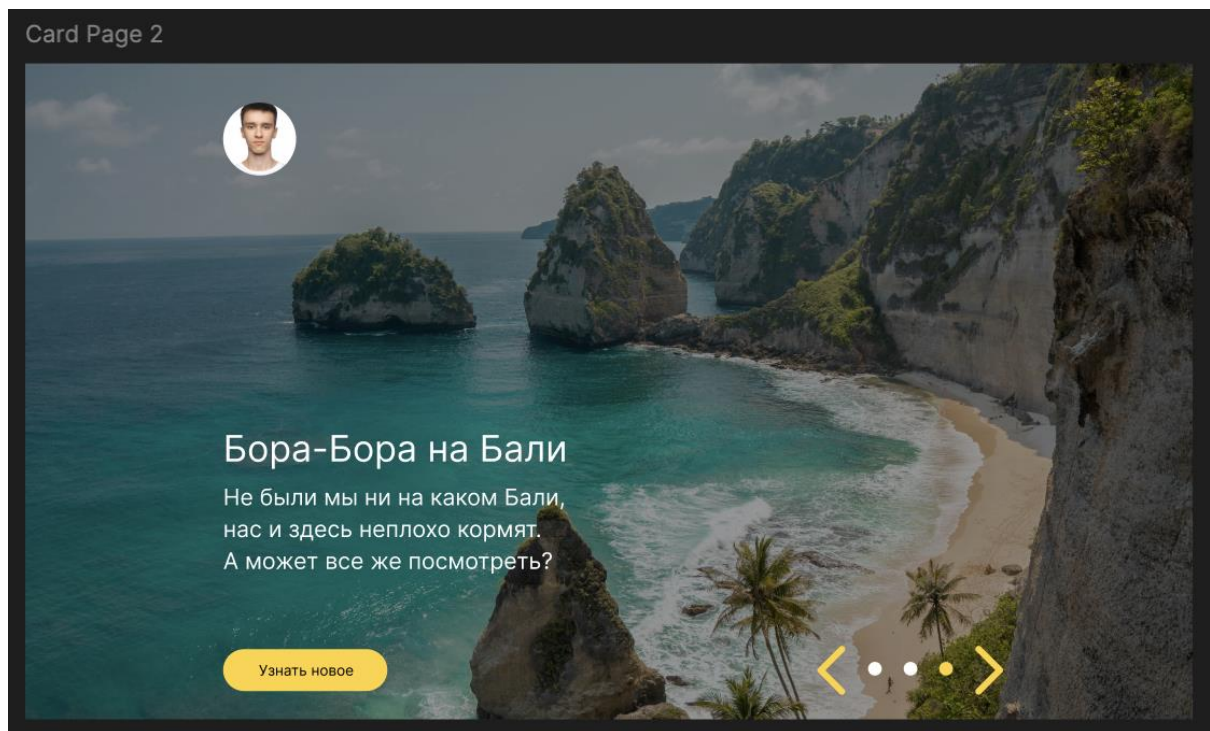 Card Page 2
Бора-Бора на Бали
Не были мы ни на каком Бали,
нас и здесь неплохо кормят.
А может все же посмотреть?
Узнать новое